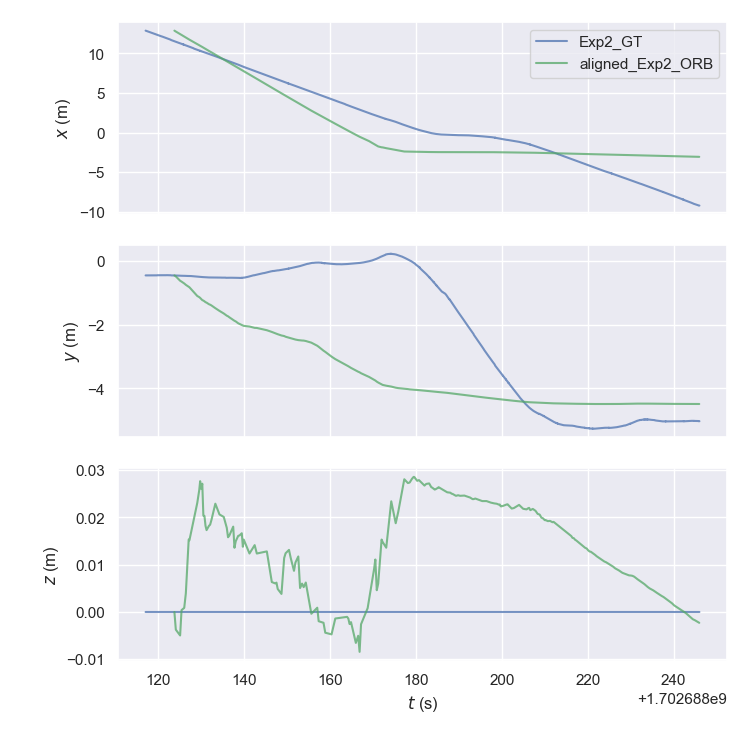 10
5
0
−5
−10
x (m)
Exp2_GT
aligned_Exp2_ORB
0
−2
−4
y (m)
0.03
0.02
0.01
0.00
−0.01
z (m)
120 140 160 180 200 220 240
t (s)
+1.702688e9